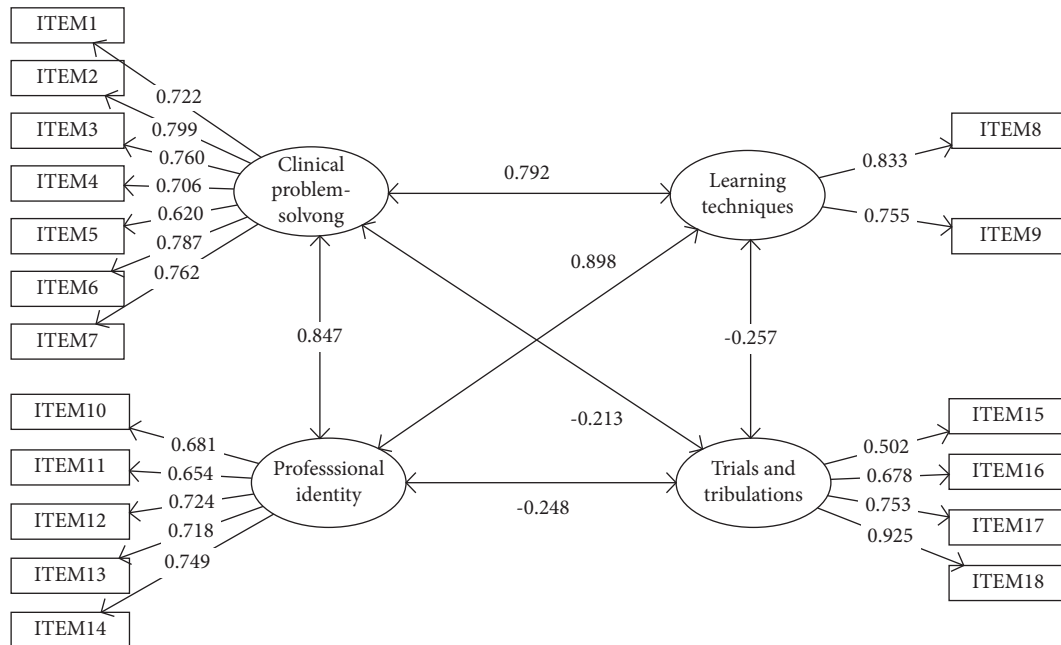 ITEM1
ITEM2
ITEM3
ITEM4
ITEM5
ITEM6
ITEM7
0.722
0.799
0.760
0.706
0.620
0.787
0.762
Clinical
problem-
solvong
0.792
Learning
techniques
0.833
0.755
ITEM8
ITEM9
0.898
0.847
-0.257
-0.213
ITEM10
ITEM11
ITEM12
ITEM13
ITEM14
0.681
0.654
0.724
0.718
0.749
Professsional
identity
-0.248
Trials and
tribulations
0.502
0.678
0.753
0.925
ITEM15
ITEM16
ITEM17
ITEM18